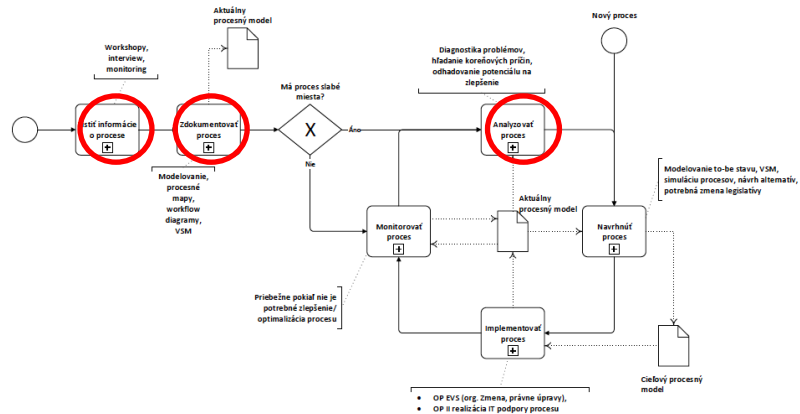 Aktuálny
procesný model
Nový proces
Workshopy,
interview,
monitoring
Diagnostika problémov,
hľadanie koreňových príčin,
odhadovanie potenciálu na
zlepšenie
Má proces slabé
miesta?
informácie
o procese
Zdokumentovať
proces
X
Áno
Analyzovať
proces
Nie
Modelovanie,
procesné
mapy,
workflow
diagramy,
VSM
Modelovanie to-be stavu, VSM,
simuláciu procesov, návrh alternatív,
potrebná zmena legislatívy
Aktuálny
procesný model
Monitorovať
proces
Navrhnúť
proces
Priebežne pokiaľ nie je
potrebné zlepšenie/
optimalizácia procesu
Implementovať
proces
Cieľový procesný
model
• OP EVS (org. Zmena, právne úpravy),
• OP II realizácia IT podpory procesu